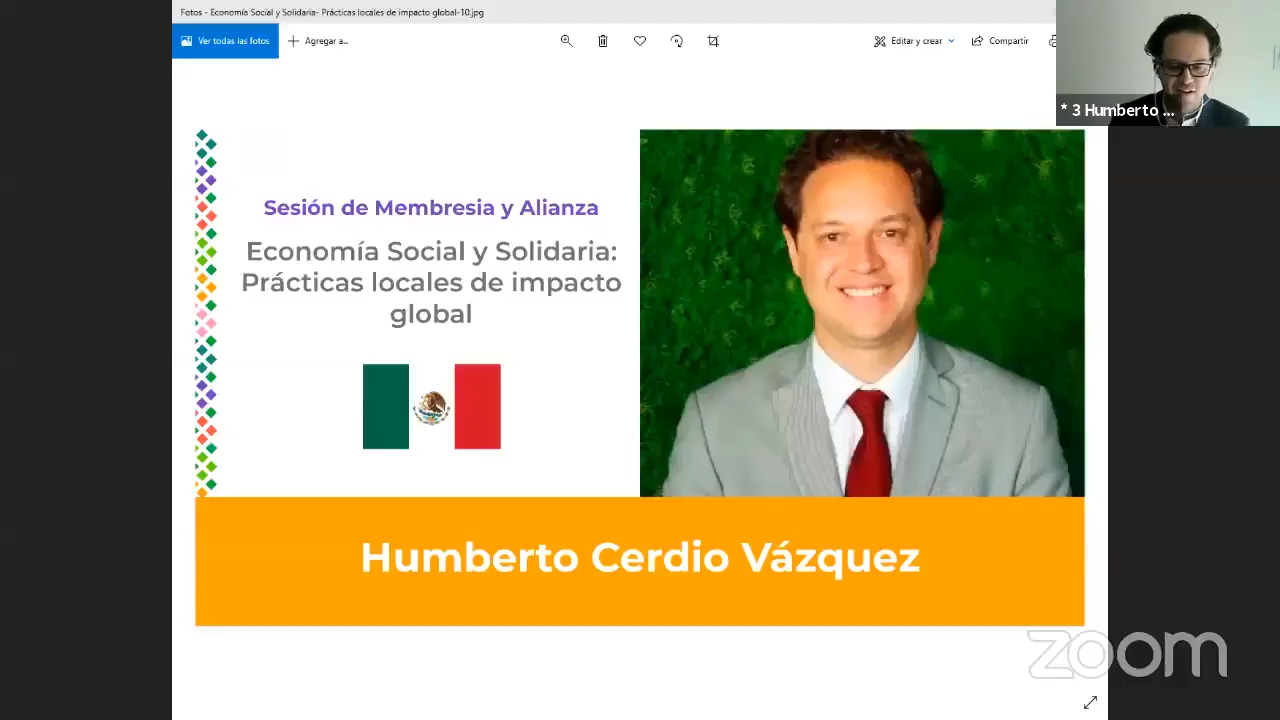 Fotos - Economía Social y Solidaria- Prácticas locales de impacto global-10.jpg
Ver todas las fotos
Agregar a...
Editar y crear
Compartir
* 3 Humberto ...
Sesión de Membresia y Alianza
Economía Social y Solidaria:
Prácticas locales de impacto
global
Humberto Cerdio Vázquez
zoom